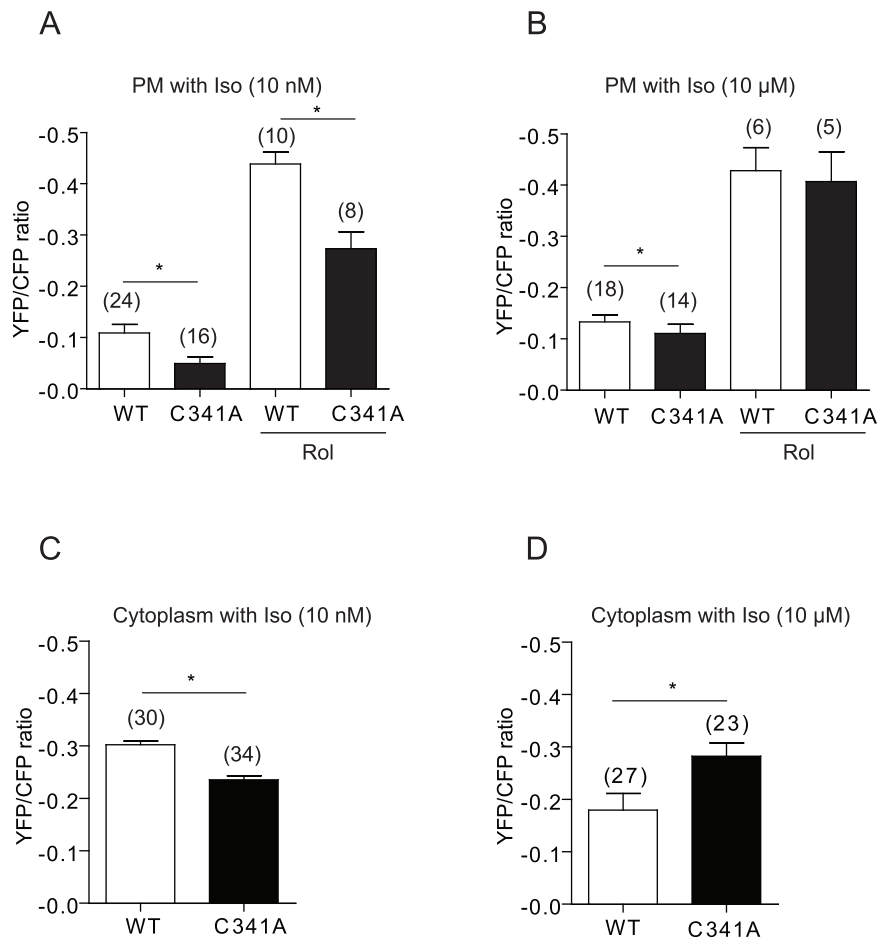 A
PM with Iso (10 nM)
*
-0.5
(10)
-0.4
(8)
-0.3
*
(24)
-0.2
(16)
-0.1
-0.0
YFP/CFP ratio
WT C341A WT C341A
Rol
B
PM with Iso (10 µM)
-0.5
(6) (5)
-0.4
-0.3
*
(18) (14)
-0.2
-0.1
-0.0
YFP/CFP ratio
WT C341A WT C341A
Rol
C
Cytoplasm with Iso (10 nM)
-0.5
-0.4
*
(30)
-0.3
(34)
-0.2
-0.1
-0.0
YFP/CFP ratio
WT C341A
D
Cytoplasm with Iso (10 µM)
-0.5
-0.4
*
(23)
-0.3
(27)
-0.2
-0.1
-0.0
YFP/CFP ratio
WT C341A